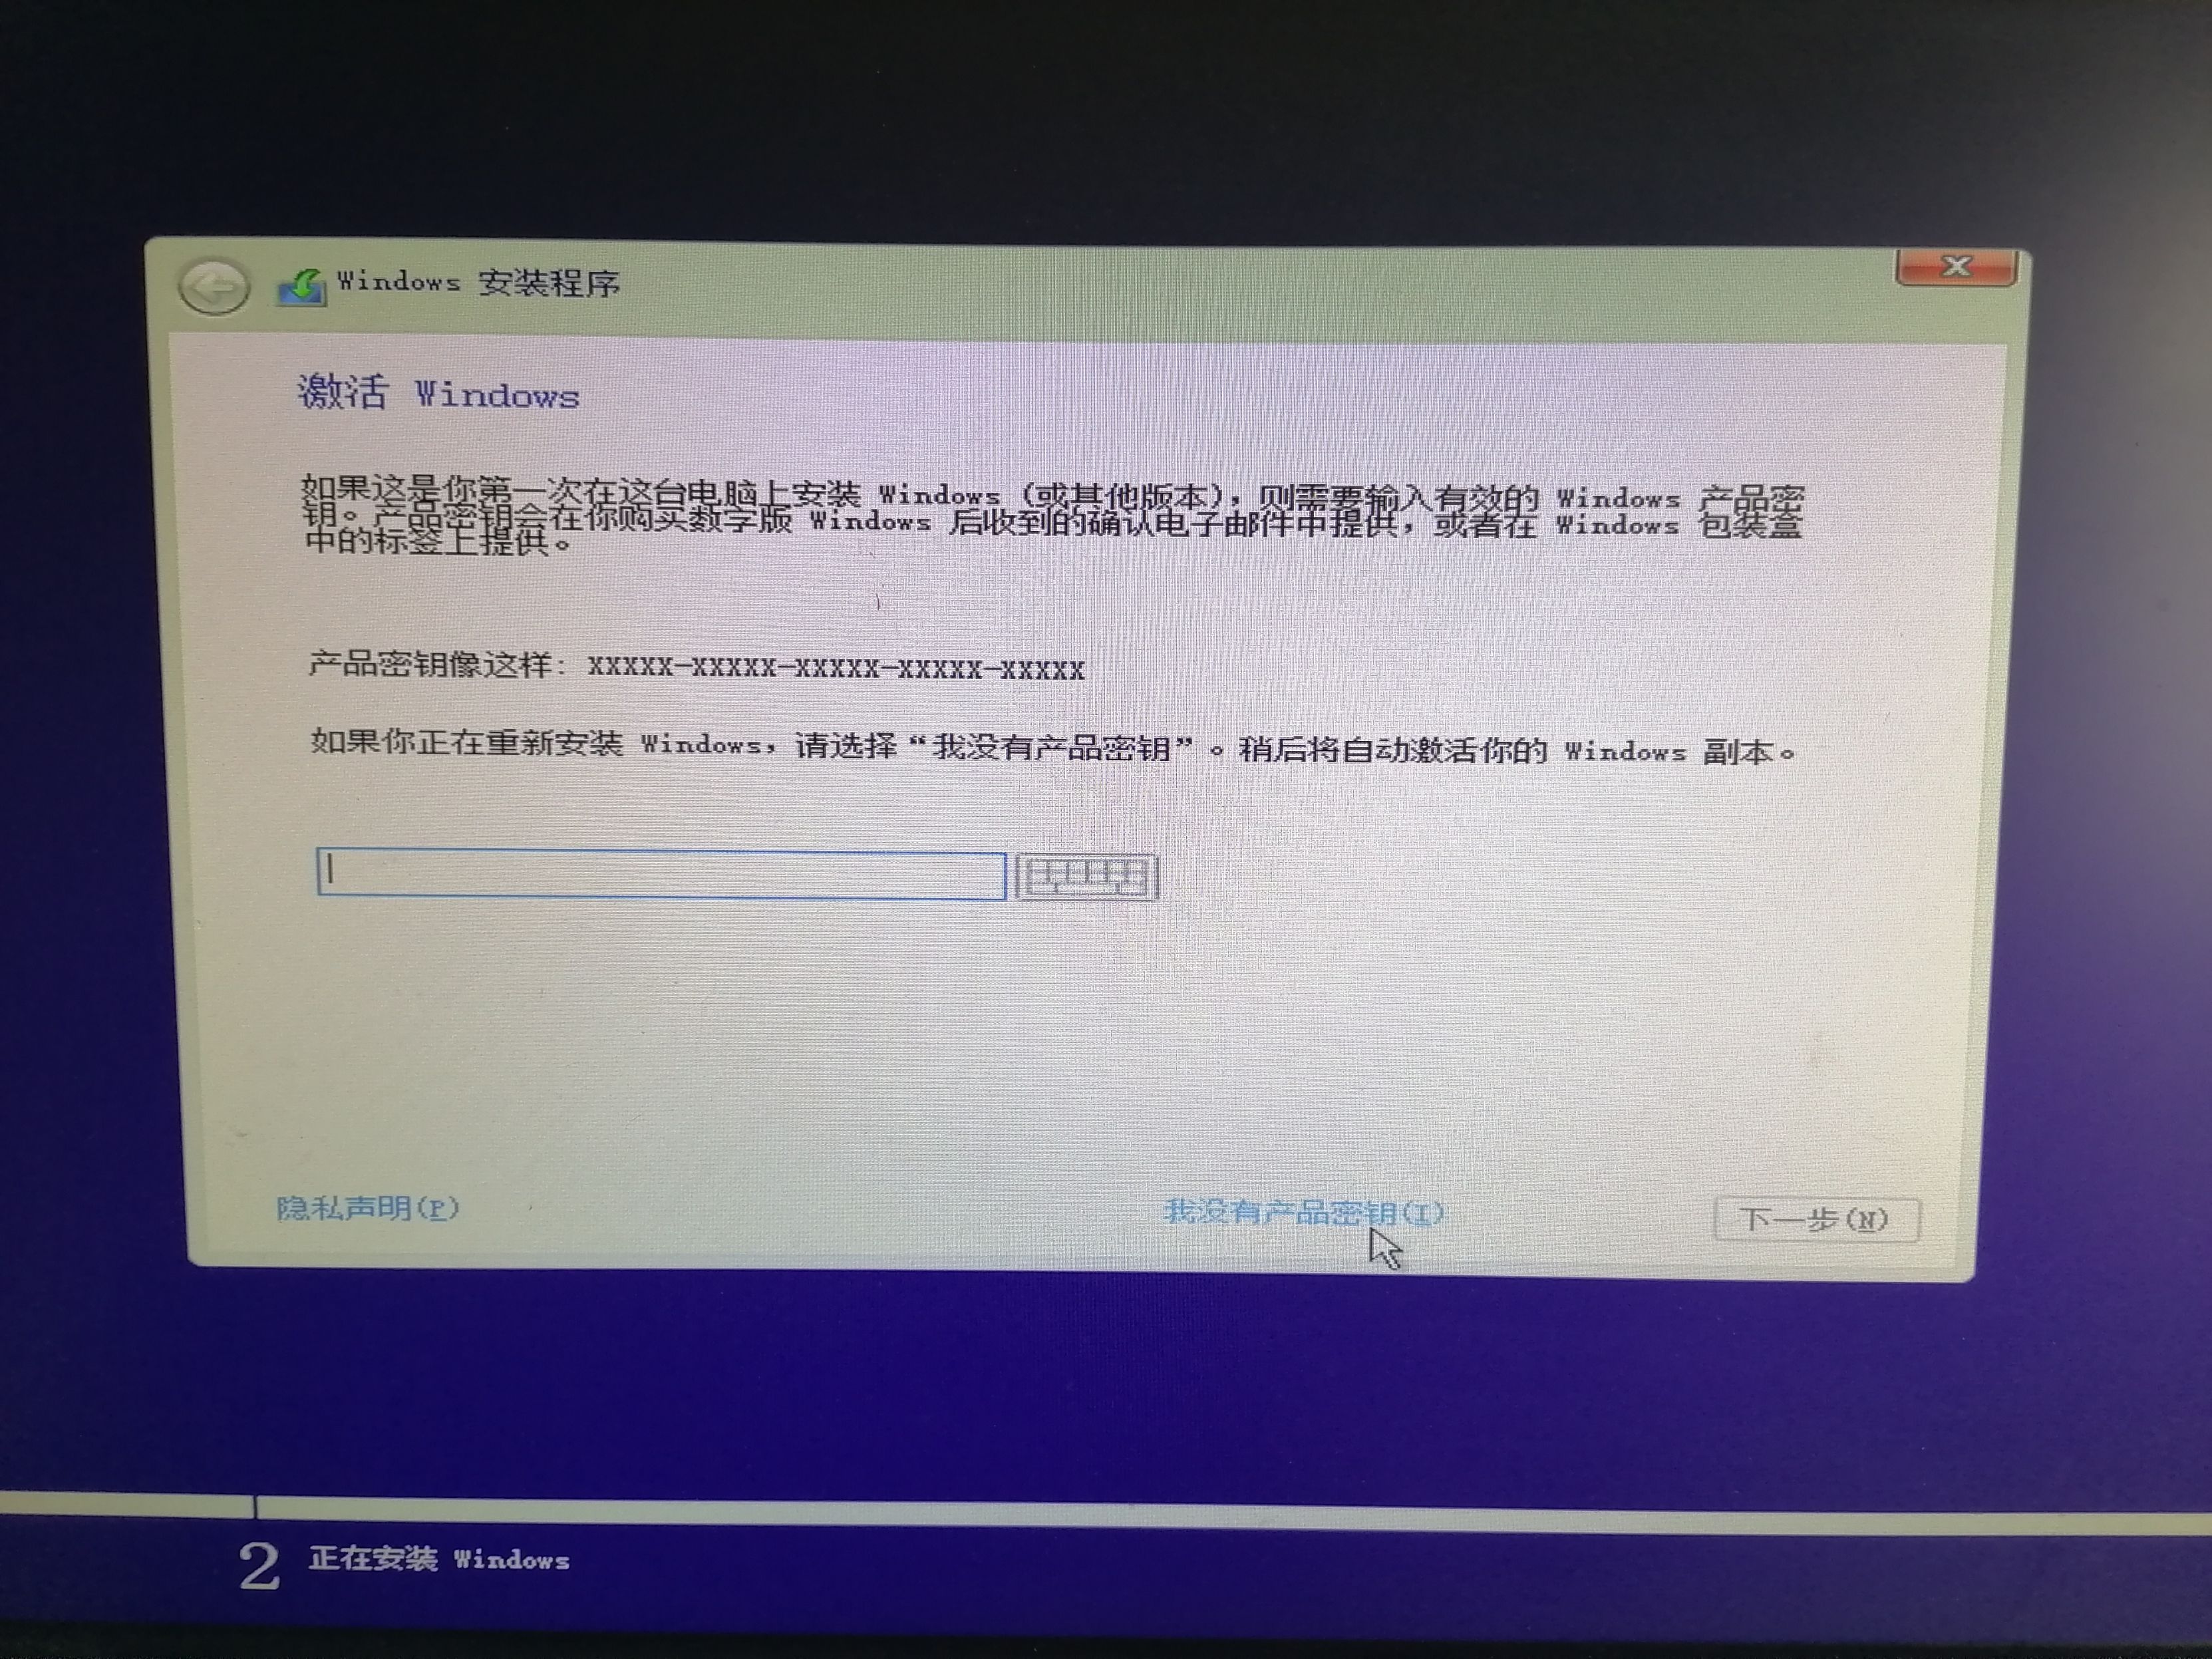 Windows 安装程序
激活 Windows
如果这是你第一次在这台电脑上安装 Windows (或其他版本)，则需要输入有效的 Windows 产品密
钥。产品密钥会在你购买数字版 Windows 后收到的确认电子邮件中提供，或者在 Windows 包装盒
中的标签上提供。
产品密钥像这样: XXXXX-XXXXX-XXXXX-XXXXX-XXXXX
如果你正在重新安装 Windows，请选择“我没有产品密钥”。稍后将自动激活你的 Windows 副本。
隐私声明(P)
我没有产品密钥(I)
下一步(N)
2 正在安装 Windows